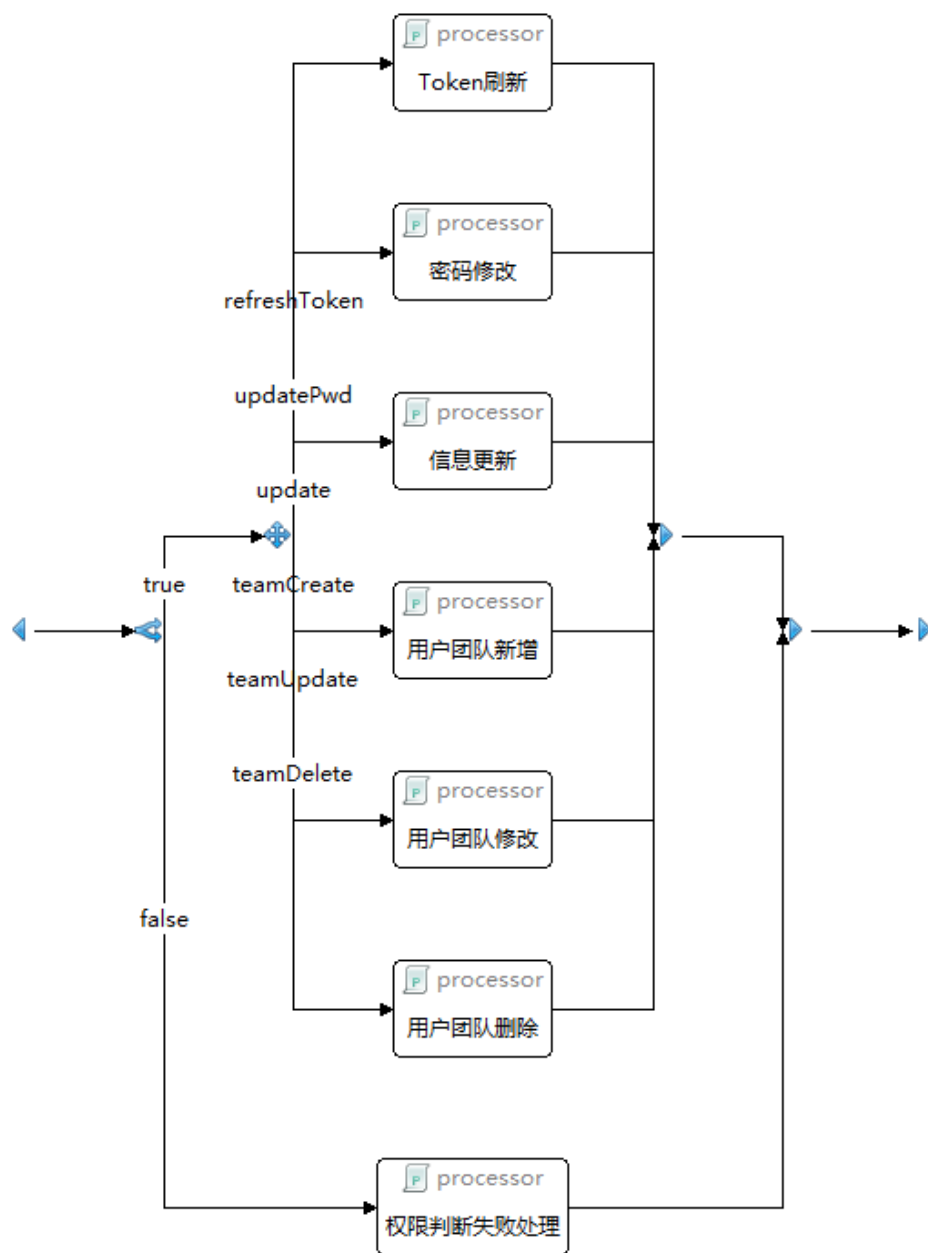 processor
Token刷新
processor
密码修改
refreshToken
updatePwd
processor
信息更新
update
true
teamCreate
processor
用户团队新增
teamUpdate
teamDelete
processor
用户团队修改
false
processor
用户团队删除
processor
权限判断失败处理